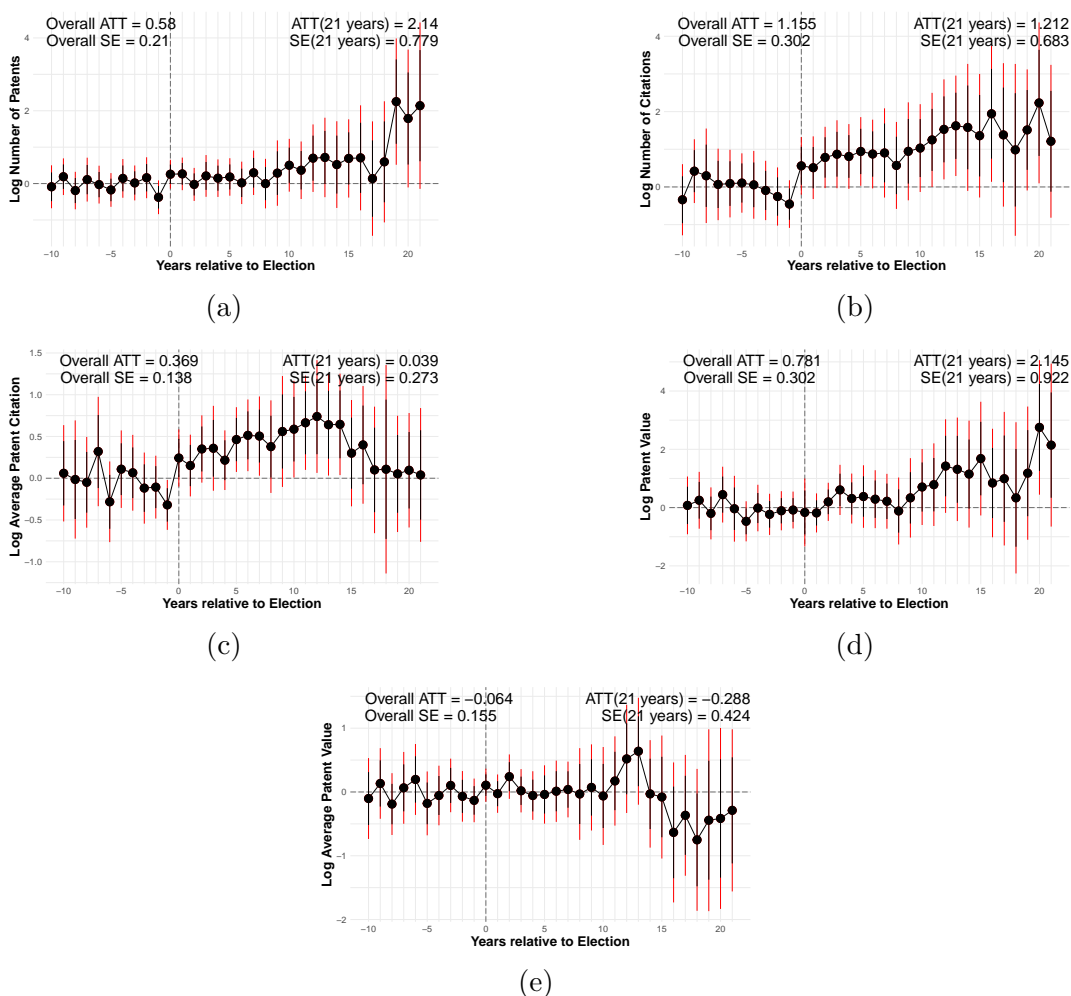 Overall ATT = 0.58 ATT(21 years) = 2.14
Overall SE = 0.21 SE(21 years) = 0.779
Log Number of Patents
4
2
0
−10 −5 0 5 10 15 20
Years relative to Election
(a)
Overall ATT = 1.155 ATT(21 years) = 1.212
Overall SE = 0.302 SE(21 years) = 0.683
Log Number of Citations
4
2
0
−10 −5 0 5 10 15 20
Years relative to Election
(b)
Overall ATT = 0.369 ATT(21 years) = 0.039
Overall SE = 0.138 SE(21 years) = 0.273
Log Average Patent Citation
1.5
1.0
0.5
0.0
−0.5
−1.0
−10 −5 0 5 10 15 20
Years relative to Election
(c)
Overall ATT = 0.781 ATT(21 years) = 2.145
Overall SE = 0.302 SE(21 years) = 0.922
Log Patent Value
4
2
0
−2
−10 −5 0 5 10 15 20
Years relative to Election
(d)
Overall ATT = −0.064 ATT(21 years) = −0.288
Overall SE = 0.155 SE(21 years) = 0.424
Log Average Patent Value
1
0
−1
−2
−10 −5 0 5 10 15 20
Years relative to Election
(e)